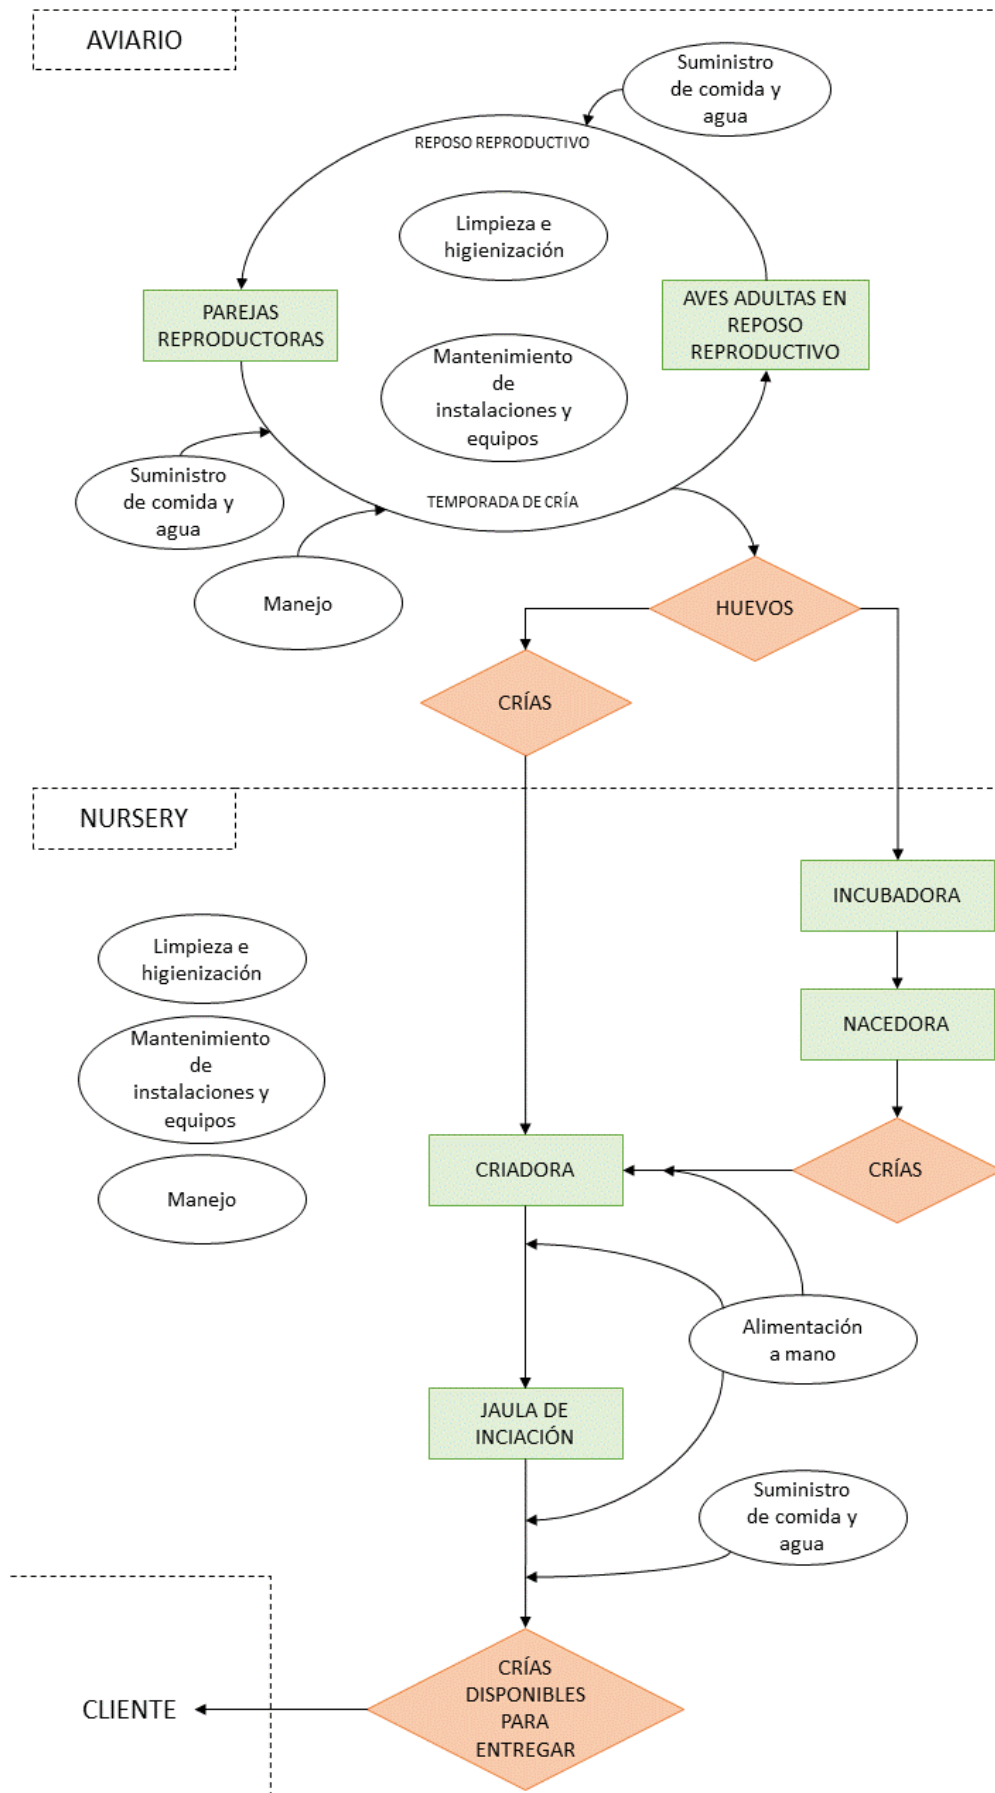 AVIARIO
Suministro
de comida y
agua
REPOSO REPRODUCTIVO
Limpieza e
higienización
PAREJAS
REPRODUCTORAS
AVES ADULTAS EN
REPOSO
REPRODUCTIVO
Mantenimiento
de
instalaciones y
equipos
Suministro
de comida y
agua
TEMPORADA DE CRÍA
Manejo
HUEVOS
CRÍAS
NURSERY
INCUBADORA
Limpieza e
higienización
NACEDORA
Mantenimiento
de
instalaciones y
equipos
CRIADORA
CRÍAS
Manejo
Alimentación
a mano
JAULA DE
INCIACIÓN
Suministro
de comida y
agua
CRÍAS
DISPONIBLES
PARA
ENTREGAR
CLIENTE